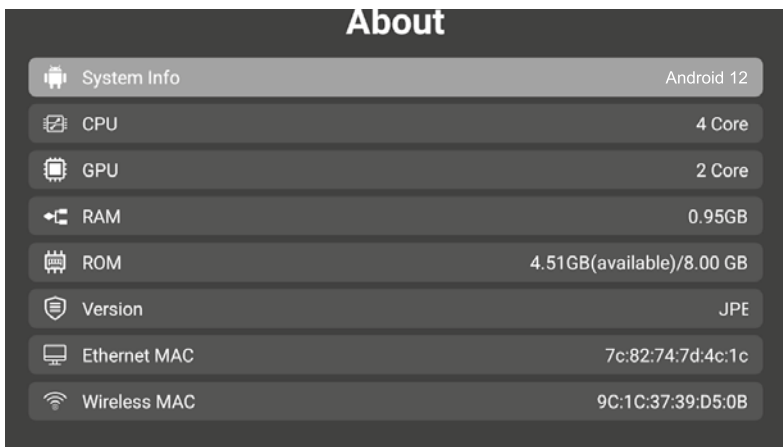 About
System Info Android 12
CPU 4 Core
GPU 2 Core
RAM 0.95GB
ROM 4.51GB(available)/8.00 GB
Version JPE
Ethernet MAC 7c:82:74:7d:4c:1c
Wireless MAC 9C:1C:37:39:D5:0B